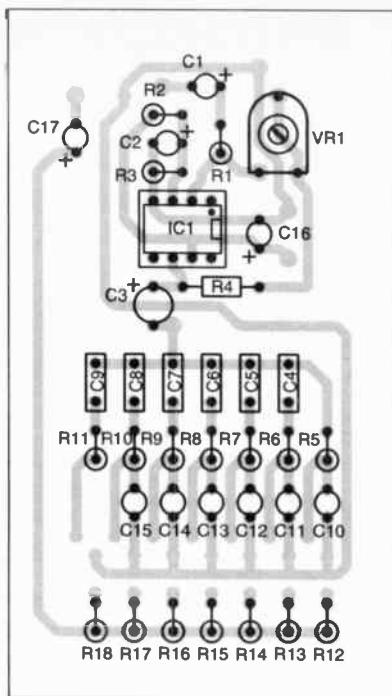 C1
R2
C17
VR1
C2
R3
R1
IC1
C16
R4
C3
C9 C8 C7 C6 C5 C4
R11 R10 R9 R8 R7 R6 R5
C15 C14 C13 C12 C11 C10
R18 R17 R16 R15 R14 R13 R12